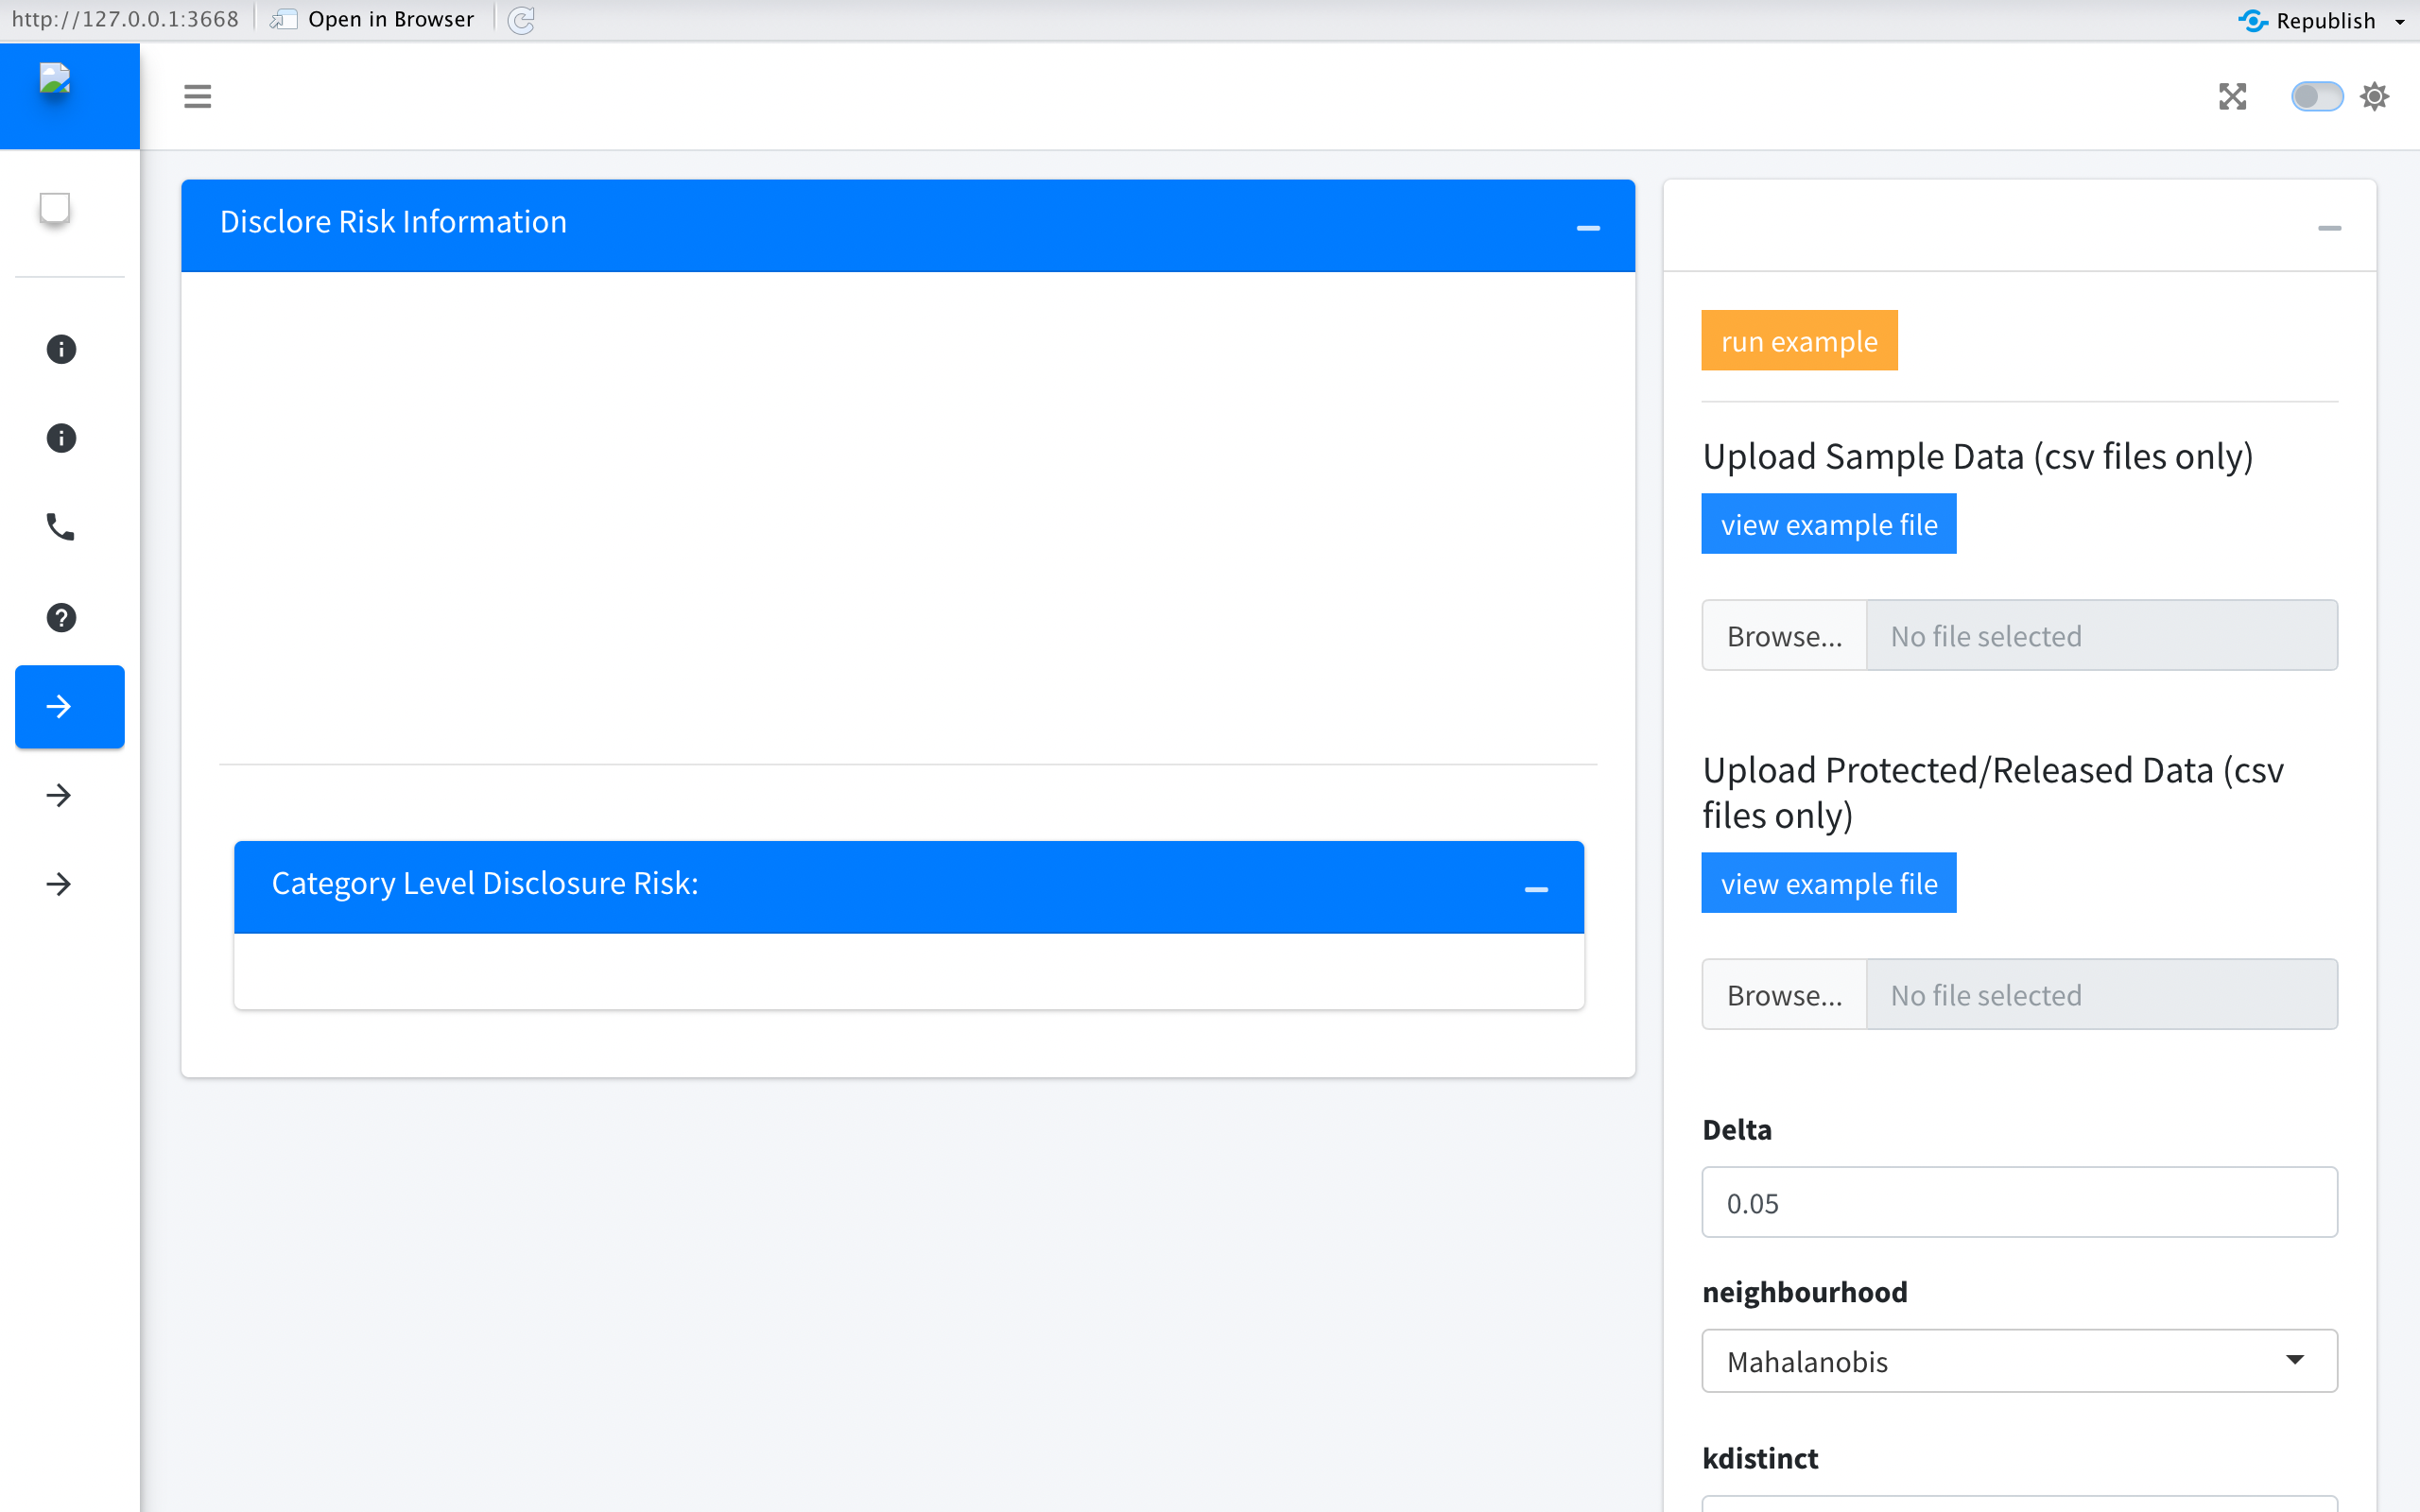 http://127.0.0.1:3668 Open in Browser Republish
Disclore Risk Information
run example
Upload Sample Data (csv files only)
view example file
Browse... No file selected
Upload Protected/Released Data (csv
files only)
view example file
Category Level Disclosure Risk:
Browse... No file selected
Delta
0.05
neighbourhood
Mahalanobis
kdistinct